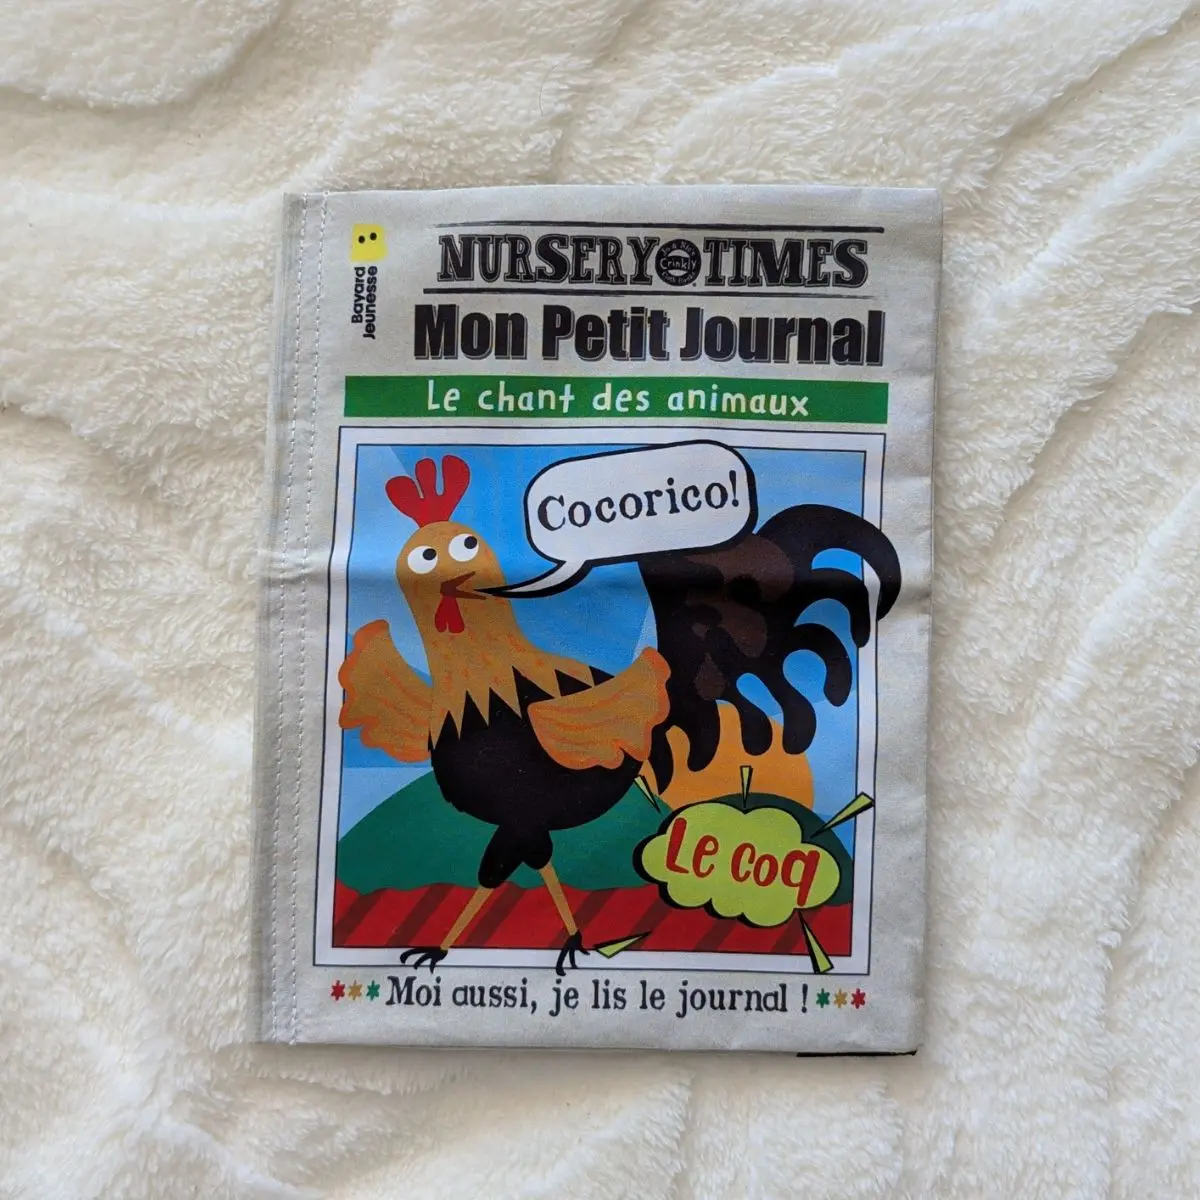 Bayard
Jeunesse
NURSERY TIMES
Crinkly
Mon Petit Journal
Le chant des animaux
Cocorico!
Le coq
Moi aussi, je lis le journal !